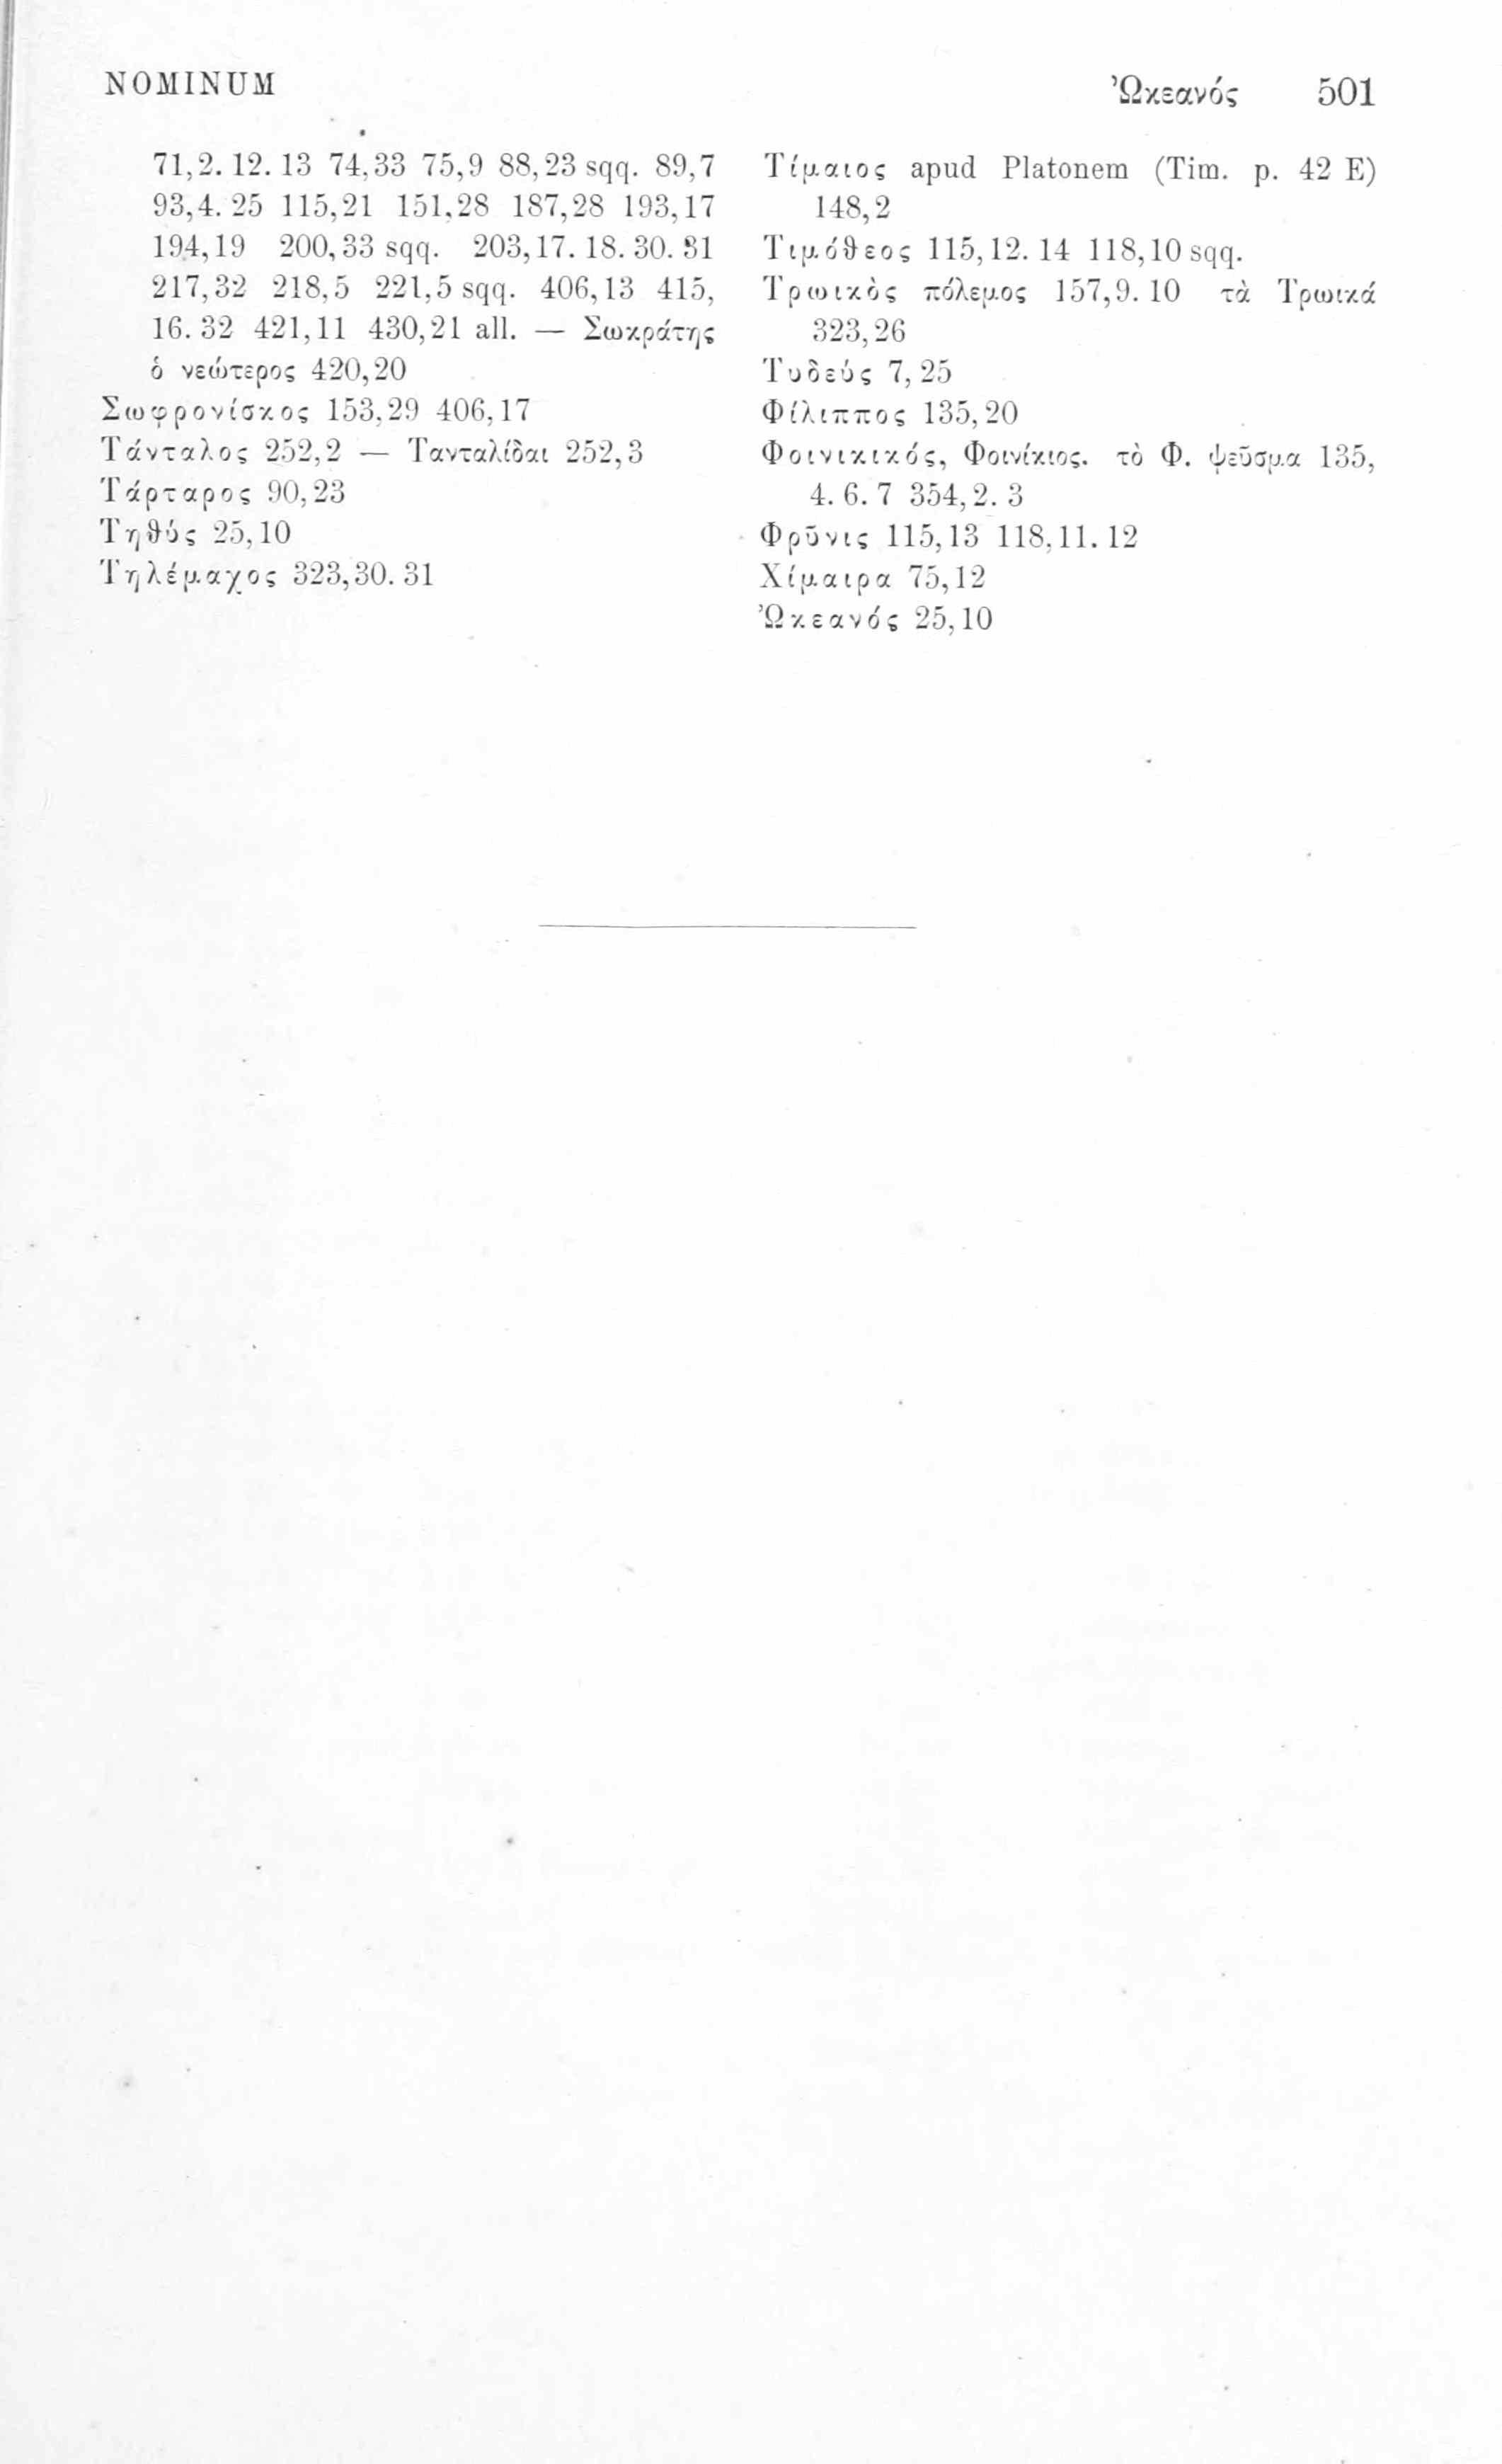 NOMINUM
Ὠκεανός 501
71,2. 12. 13 74,33 75,9 88,23 sqq. 89,7
93,4. 25 115,21 151,28 187,28 193,17
194,19 200,33 sqq. 203,17. 18. 30. 31
217,32 218,5 221,5 sqq. 406,13 415,
16. 32 421,11 430,21 all. — Σωκράτης
ὁ νεώτερος 420,20
Σωφρονίσκος 153,29 406,17
Τάνταλος 252,2 — Τανταλίδαι 252,3
Τάρταρος 90,23
Τηθύς 25,10
Τηλέμαχος 323,30. 31
Τίμαιος apud Platonem (Tim. p. 42 E)
148,2
Τιμόθεος 115,12. 14 118,10 sqq.
Τρωικὸς πόλεμος 157,9. 10 τὰ Τρωικά
323,26
Τυδεύς 7,25
Φίλιππος 135,20
Φοινικικός, Φοινίκιος. τὸ Φ. ψεῦσμα 135,
4. 6. 7 354,2. 3
Φρῦνις 115,13 118,11. 12
Χίμαιρα 75,12
Ὠκεανός 25,10